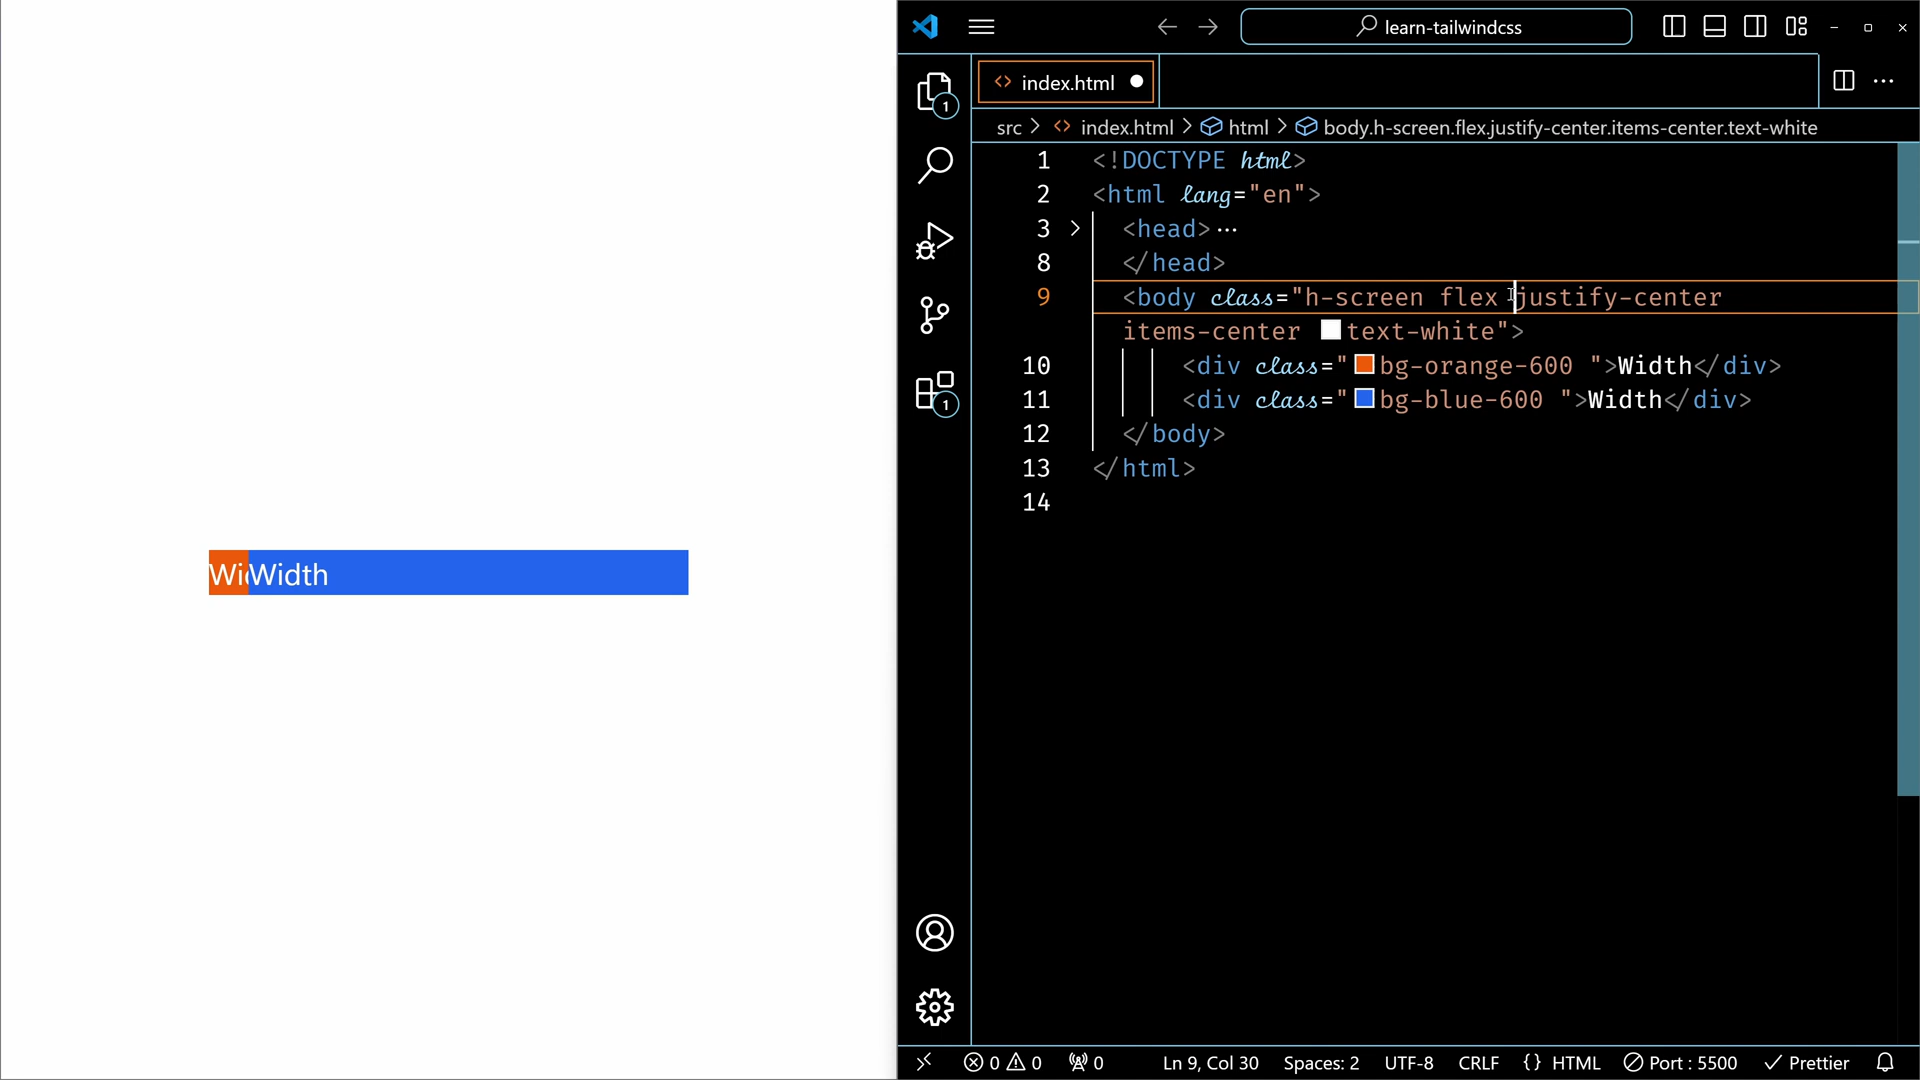 learn-tailwindcss
index.html
1
src > index.html > html > body.h-screen.flex.justify-center.items-center.text-white
1 <!DOCTYPE html>
2 <html lang="en">
3 <head>…
8 </head>
9 <body class="h-screen flex justify-center
items-center text-white">
10 <div class="bg-orange-600 ">Width</div>
11 <div class="bg-blue-600 ">Width</div>
12 </body>
13 </html>
14
1
WidWidth
0 0 0 Ln 9, Col 30 Spaces: 2 UTF-8 CRLF {} HTML Port : 5500 Prettier